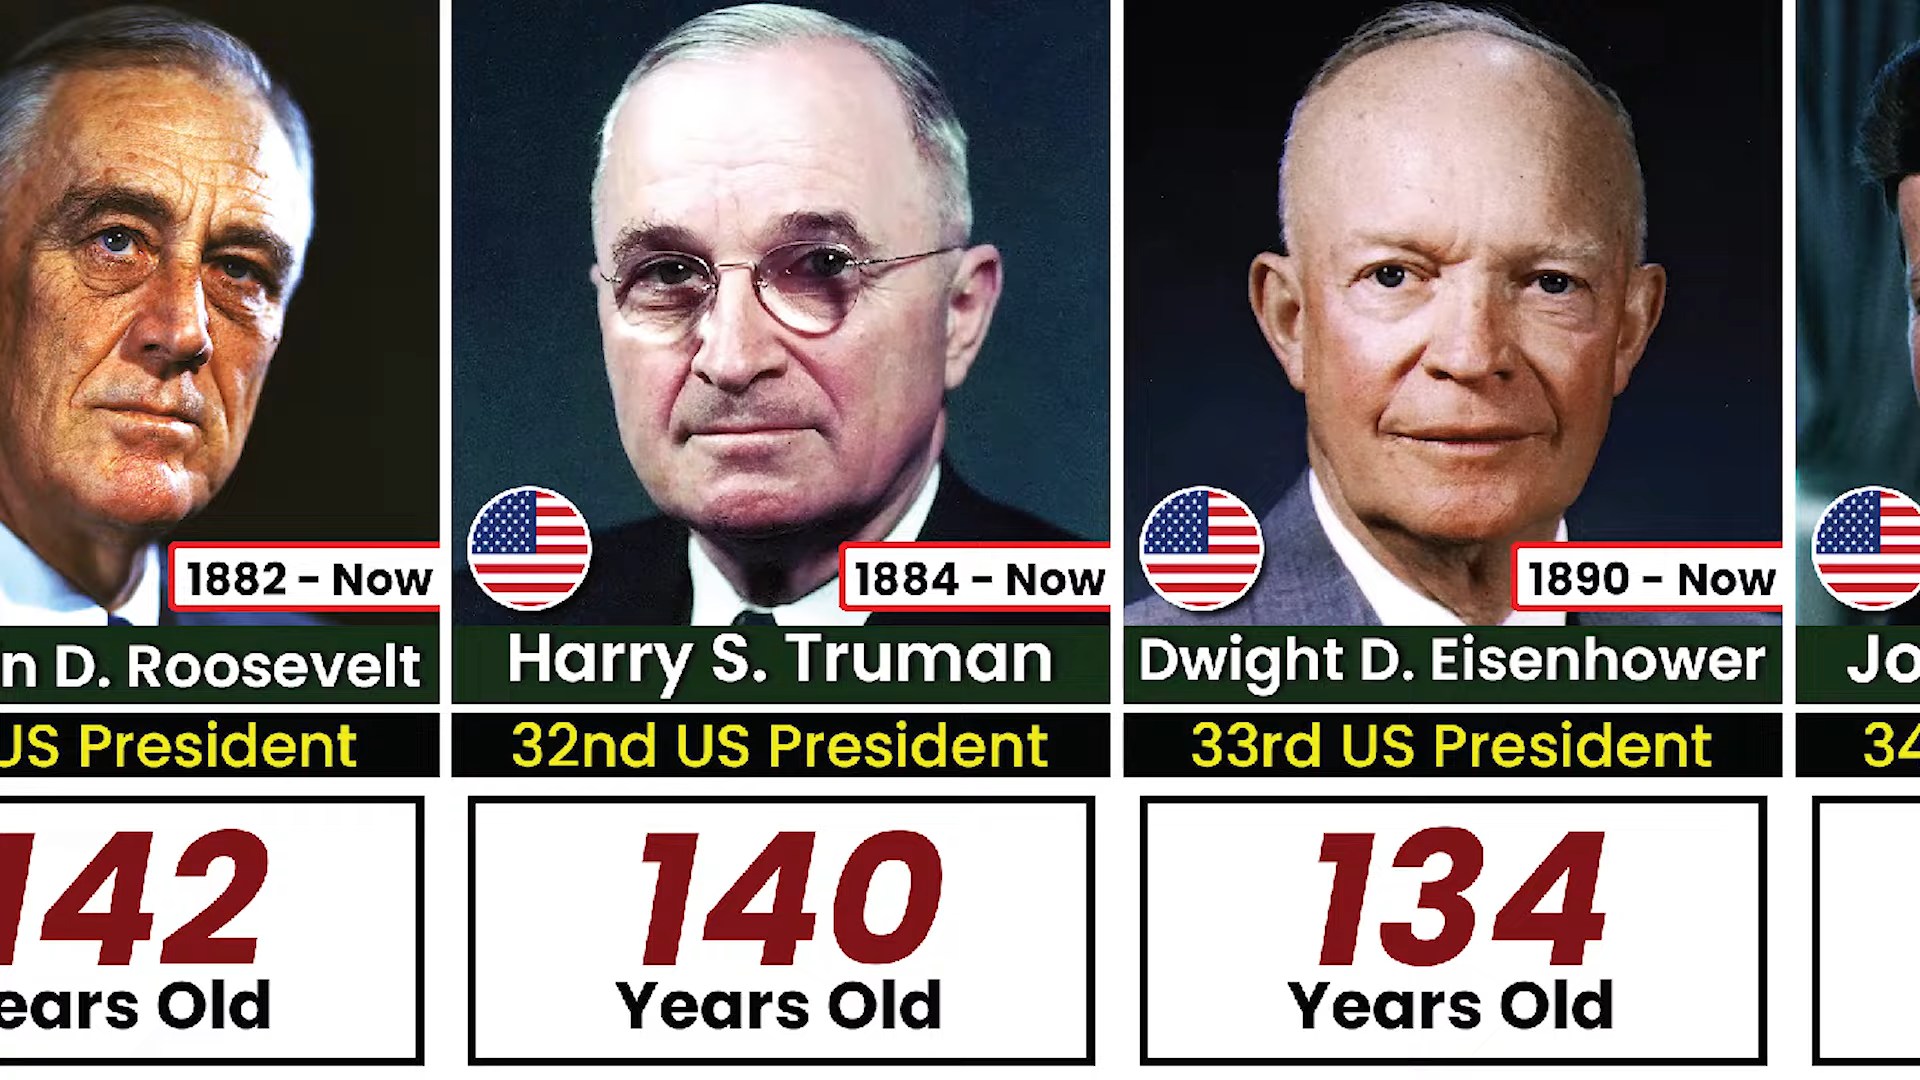 1882 - Now
n D. Roosevelt
US President
142
ears Old
1884 - Now
Harry S. Truman
32nd US President
140
Years Old
1890 - Now
Dwight D. Eisenhower
33rd US President
134
Years Old
Jo
34